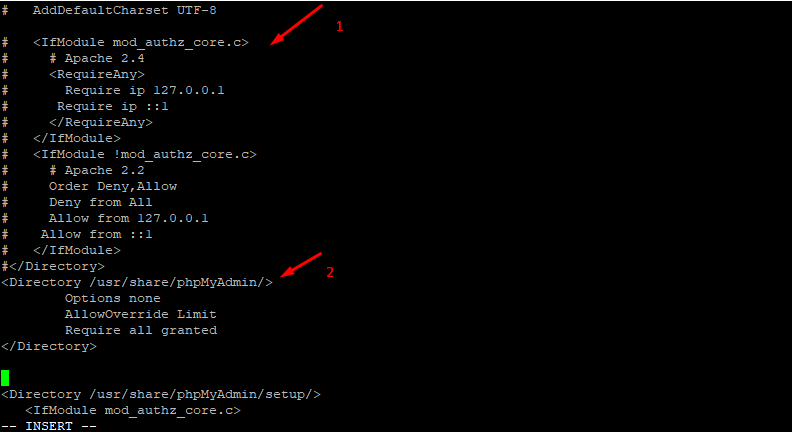 #   AddDefaultCharset UTF-8
#   <IfModule mod_authz_core.c>
1
#     # Apache 2.4
#     <RequireAny>
#       Require ip 127.0.0.1
#      Require ip ::1
#     </RequireAny>
#   </IfModule>
#   <IfModule !mod_authz_core.c>
#     # Apache 2.2
#     Order Deny,Allow
#     Deny from All
#     Allow from 127.0.0.1
#    Allow from ::1
#   </IfModule>
#</Directory>
2
<Directory /usr/share/phpMyAdmin/>
        Options none
        AllowOverride Limit
        Require all granted
</Directory>
<Directory /usr/share/phpMyAdmin/setup/>
   <IfModule mod_authz_core.c>
-- INSERT --